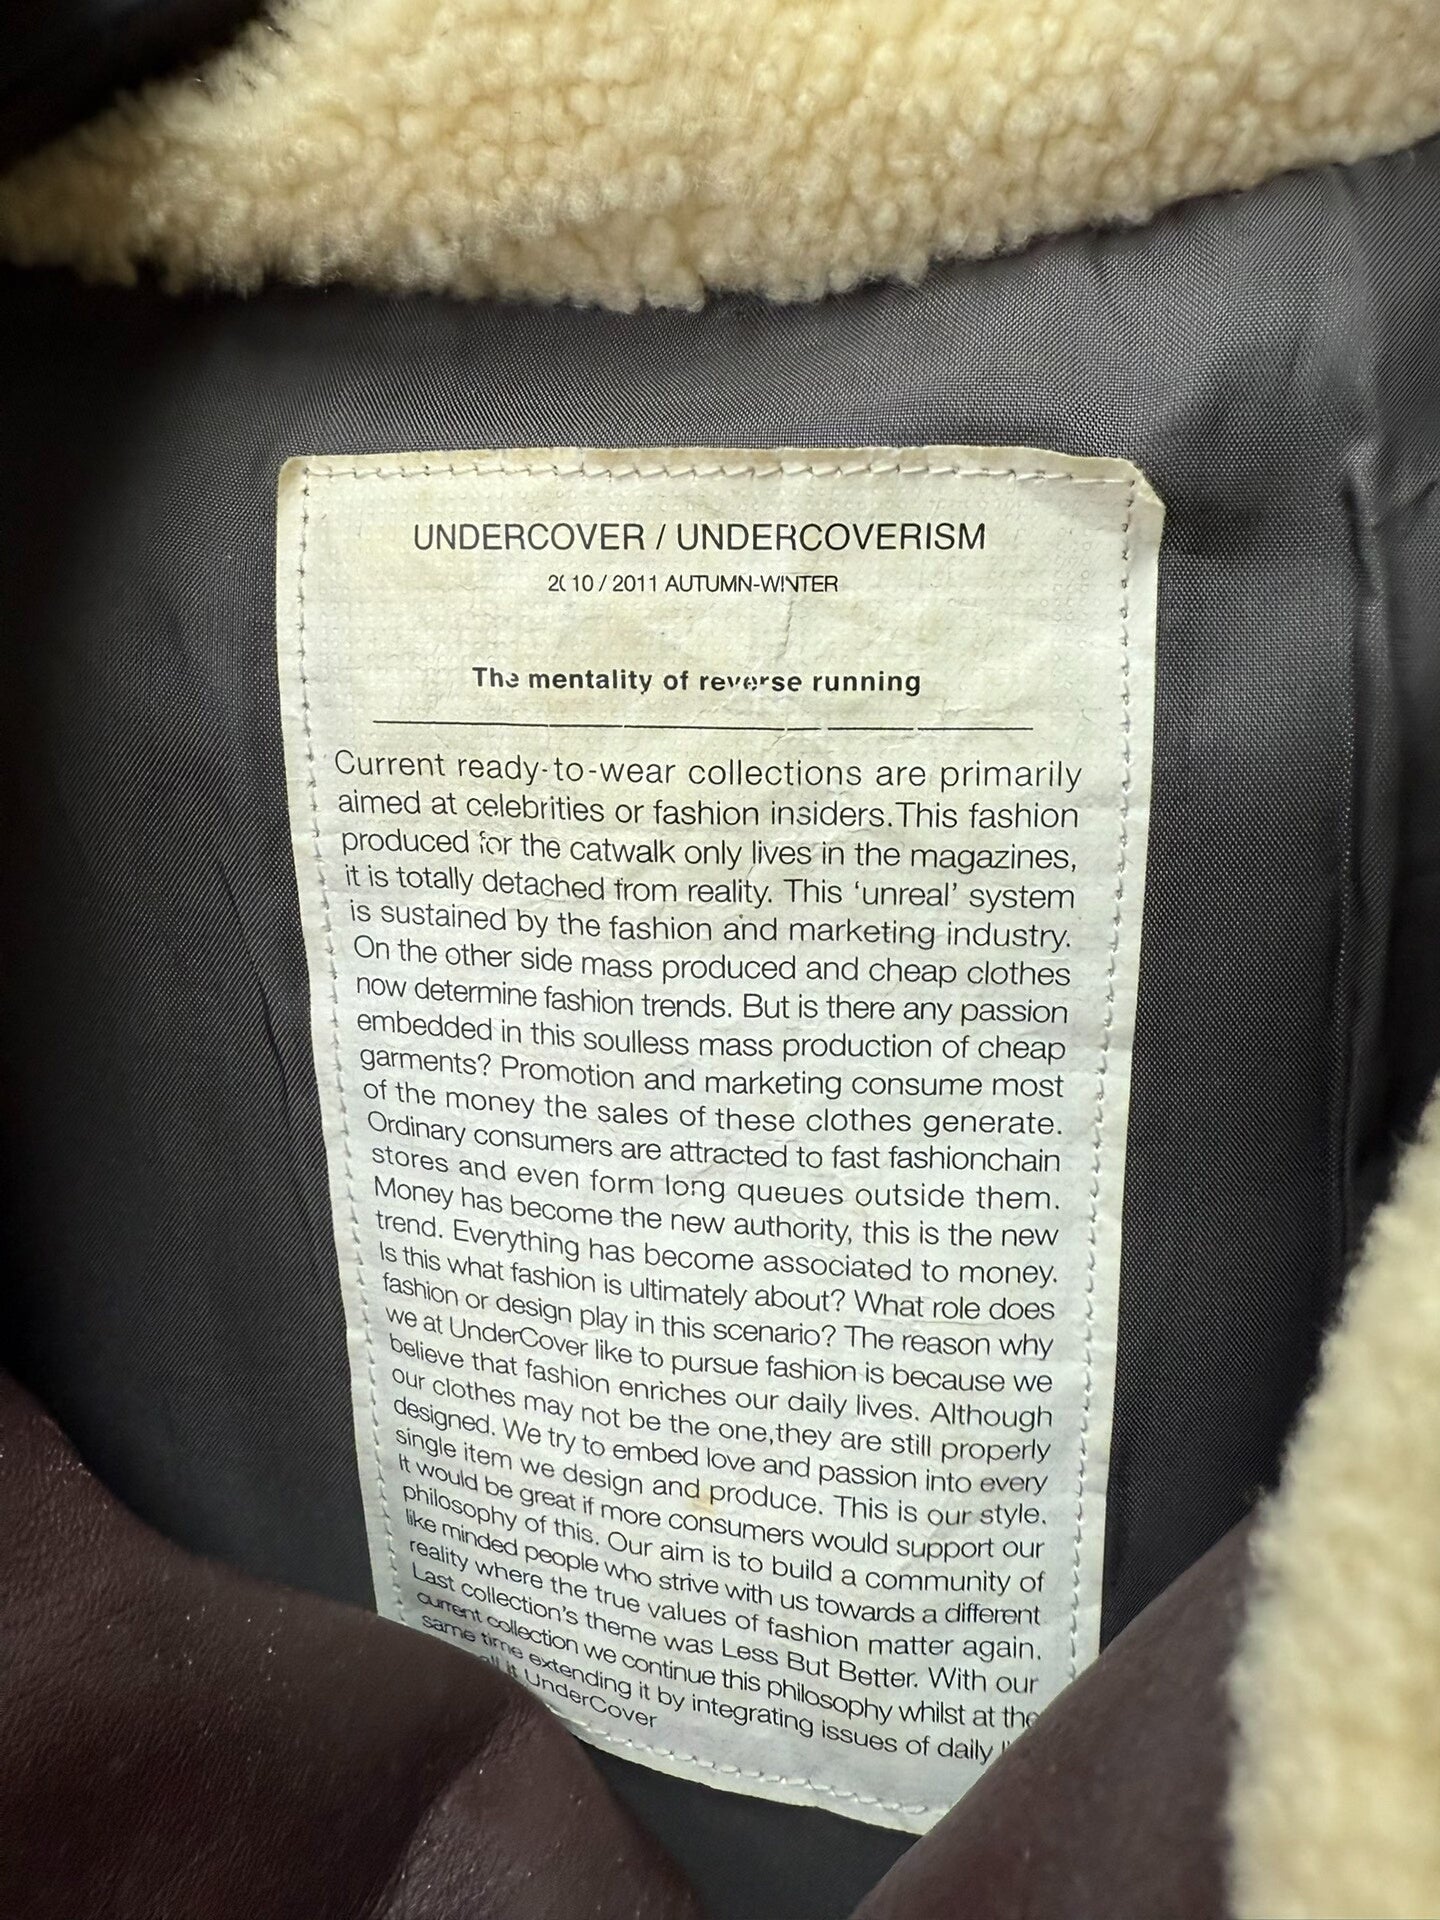 UNDERCOVER / UNDERCOVERISM
2010 / 2011 AUTUMN-WINTER
The mentality of reverse running
Current ready-to-wear collections are primarily
aimed at celebrities or fashion insiders.This fashion
produced for the catwalk only lives in the magazines,
it is totally detached from reality. This ‘unreal’ system
is sustained by the fashion and marketing industry.
On the other side mass produced and cheap clothes
now determine fashion trends. But is there any passion
embedded in this soulless mass production of cheap
garments? Promotion and marketing consume most
of the money the sales of these clothes generate.
Ordinary consumers are attracted to fast fashionchain
stores and even form long queues outside them.
Money has become the new authority, this is the new
trend. Everything has become associated to money.
Is this what fashion is ultimately about? What role does
fashion or design play in this scenario? The reason why
we at UnderCover like to pursue fashion is because we
believe that fashion enriches our daily lives. Although
our clothes may not be the one,they are still properly
designed. We try to embed love and passion into every
single item we design and produce. This is our style.
It would be great if more consumers would support our
philosophy of this. Our aim is to build a community of
like minded people who strive with us towards a different
reality where the true values of fashion matter again.
Last collection's theme was Less But Better. With our
current collection we continue this philosophy whilst at the
same time extending it by integrating issues of daily
it UnderCover